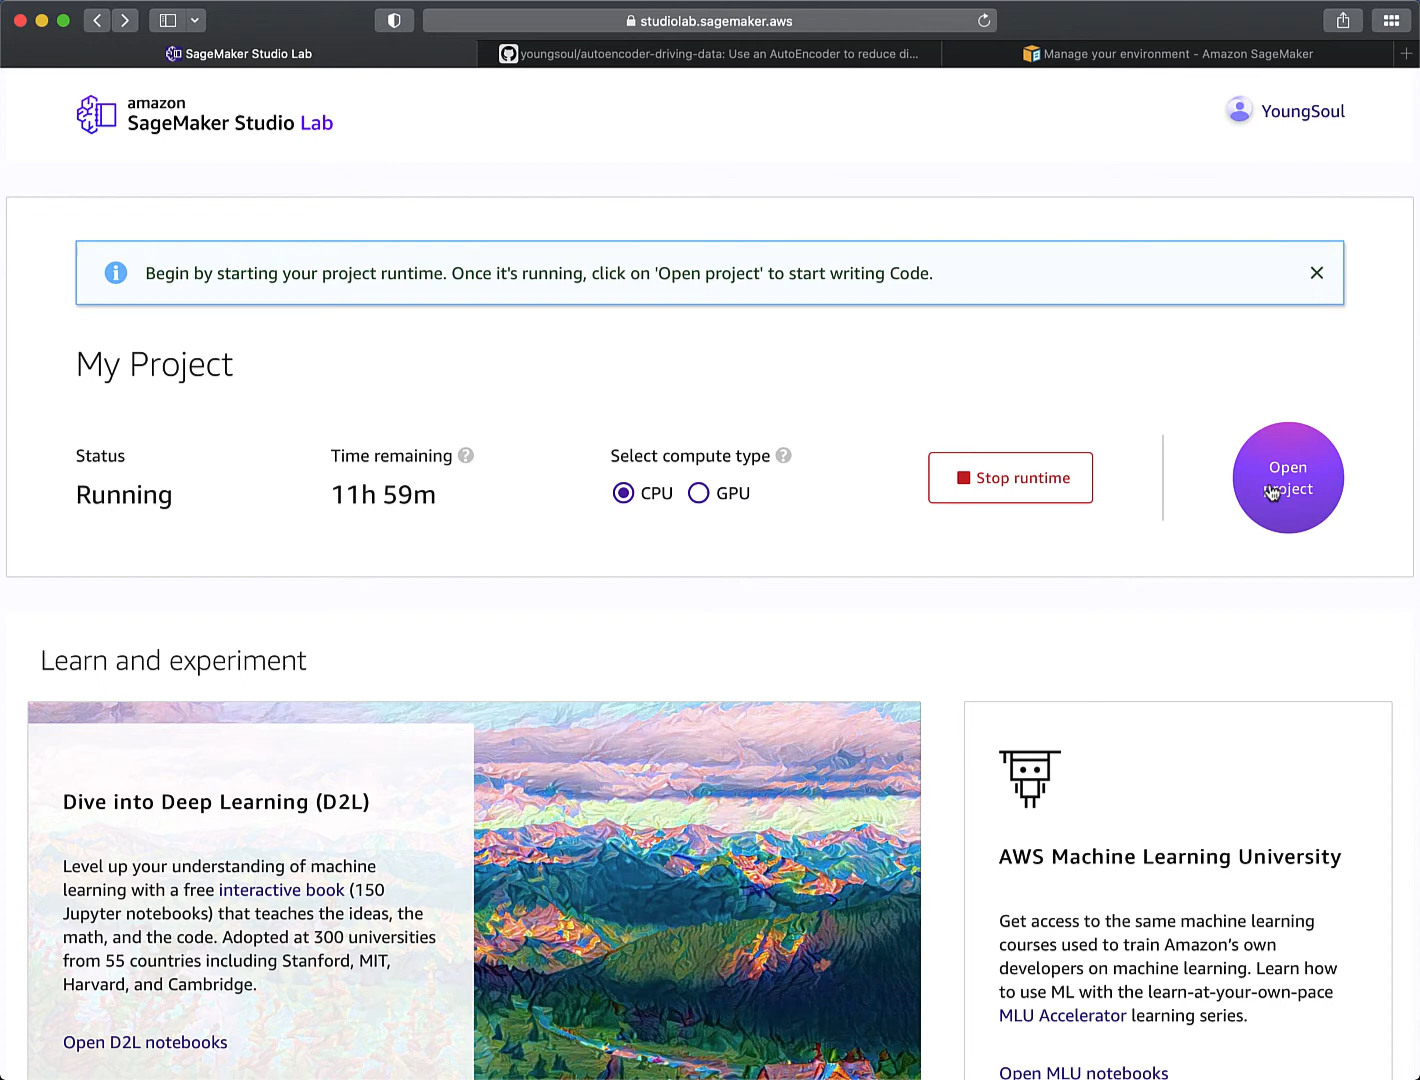 studiolab.sagemaker.aws
SageMaker Studio Lab
youngsoul/autoencoder-driving-data: Use an AutoEncoder to reduce di...
Manage your environment - Amazon SageMaker
amazon
SageMaker Studio Lab
YoungSoul
Begin by starting your project runtime. Once it's running, click on 'Open project' to start writing Code.
My Project
Status
Time remaining ?
Select compute type ?
Running
11h 59m
CPU
GPU
Stop runtime
Open
project
Learn and experiment
Dive into Deep Learning (D2L)
Level up your understanding of machine
learning with a free interactive book (150
Jupyter notebooks) that teaches the ideas, the
math, and the code. Adopted at 300 universities
from 55 countries including Stanford, MIT,
Harvard, and Cambridge.
Open D2L notebooks
AWS Machine Learning University
Get access to the same machine learning
courses used to train Amazon’s own
developers on machine learning. Learn how
to use ML with the learn-at-your-own-pace
MLU Accelerator learning series.
Open MLU notebooks